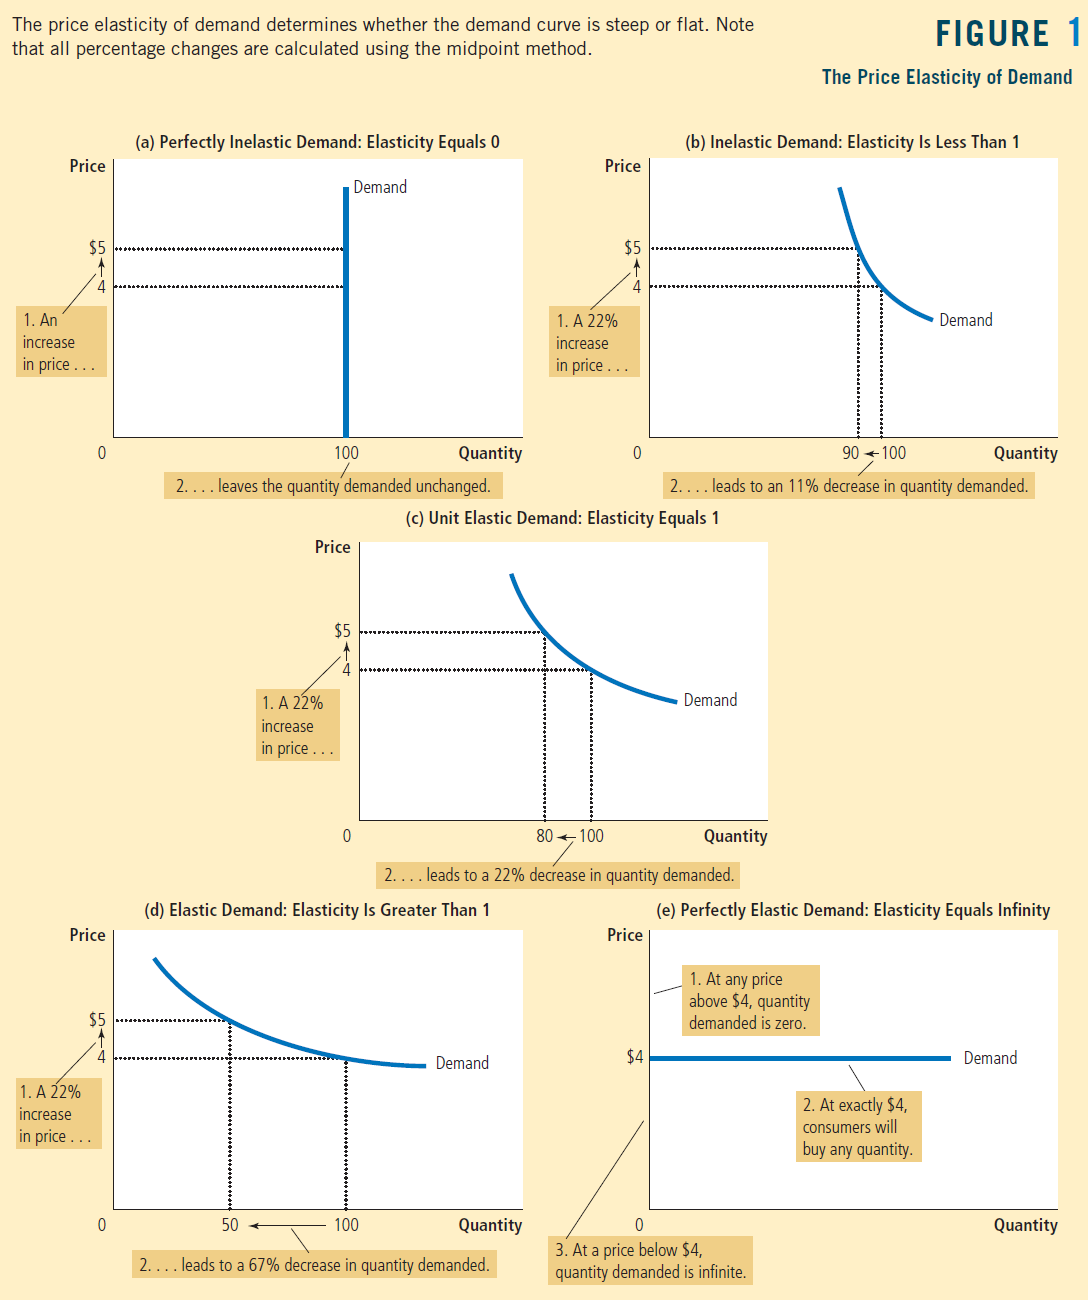 The price elasticity of demand determines whether the demand curve is steep or flat. Note
that all percentage changes are calculated using the midpoint method.
FIGURE 1
The Price Elasticity of Demand
(a) Perfectly Inelastic Demand: Elasticity Equals 0
Price
Demand
$5
4
1. An
increase
in price . . .
0
100
Quantity
2. . . . leaves the quantity demanded unchanged.
(b) Inelastic Demand: Elasticity Is Less Than 1
Price
$5
4
Demand
1. A 22%
increase
in price . . .
0
90
100
Quantity
2. . . . leads to an 11% decrease in quantity demanded.
(c) Unit Elastic Demand: Elasticity Equals 1
Price
$5
4
Demand
1. A 22%
increase
in price . . .
0
80
100
Quantity
2. . . . leads to a 22% decrease in quantity demanded.
(d) Elastic Demand: Elasticity Is Greater Than 1
Price
$5
4
Demand
1. A 22%
increase
in price . . .
0
50
100
Quantity
2. . . . leads to a 67% decrease in quantity demanded.
(e) Perfectly Elastic Demand: Elasticity Equals Infinity
Price
1. At any price
above $4, quantity
demanded is zero.
$4
Demand
2. At exactly $4,
consumers will
buy any quantity.
0
Quantity
3. At a price below $4,
quantity demanded is infinite.